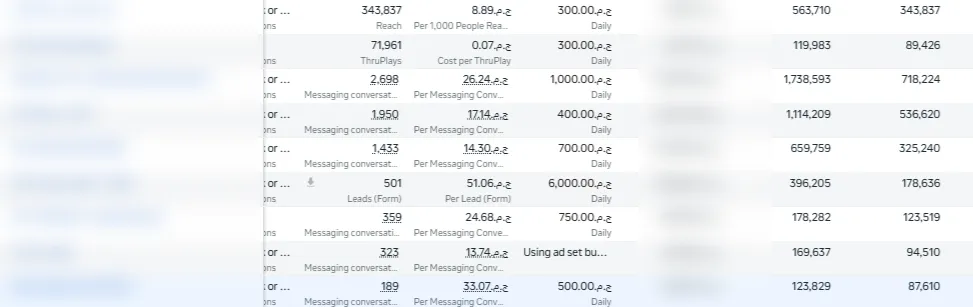 k or ... 343,837 ج.م.8.89 ج.م.300.00 563,710 343,837
ons Reach Per 1,000 People Rea... Daily
71,961 ج.م.0.07 ج.م.300.00 119,983 89,426
ons ThruPlays Cost per ThruPlay Daily
k or ... 2,698 ج.م.26.24 ج.م.1,000.00 1,738,593 718,224
ons Messaging conversat... Per Messaging Conv... Daily
k or ... 1,950 ج.م.17.14 ج.م.400.00 1,114,209 536,620
ons Messaging conversat... Per Messaging Conv... Daily
k or ... 1,433 ج.م.14.30 ج.م.700.00 659,759 325,240
ons Messaging conversat... Per Messaging Conv... Daily
k or ... 501 ج.م.51.06 ج.م.6,000.00 396,205 178,636
ons Leads (Form) Per Lead (Form) Daily
359 ج.م.24.68 ج.م.750.00 178,282 123,519
Messaging conversati... Per Messaging Conve... Daily
k or ... 323 ج.م.13.74 Using ad set bu... 169,637 94,510
ons Messaging conversat... Per Messaging Conv...
k or ... 189 ج.م.33.07 ج.م.500.00 123,829 87,610
ons Messaging conversat... Per Messaging Conv... Daily